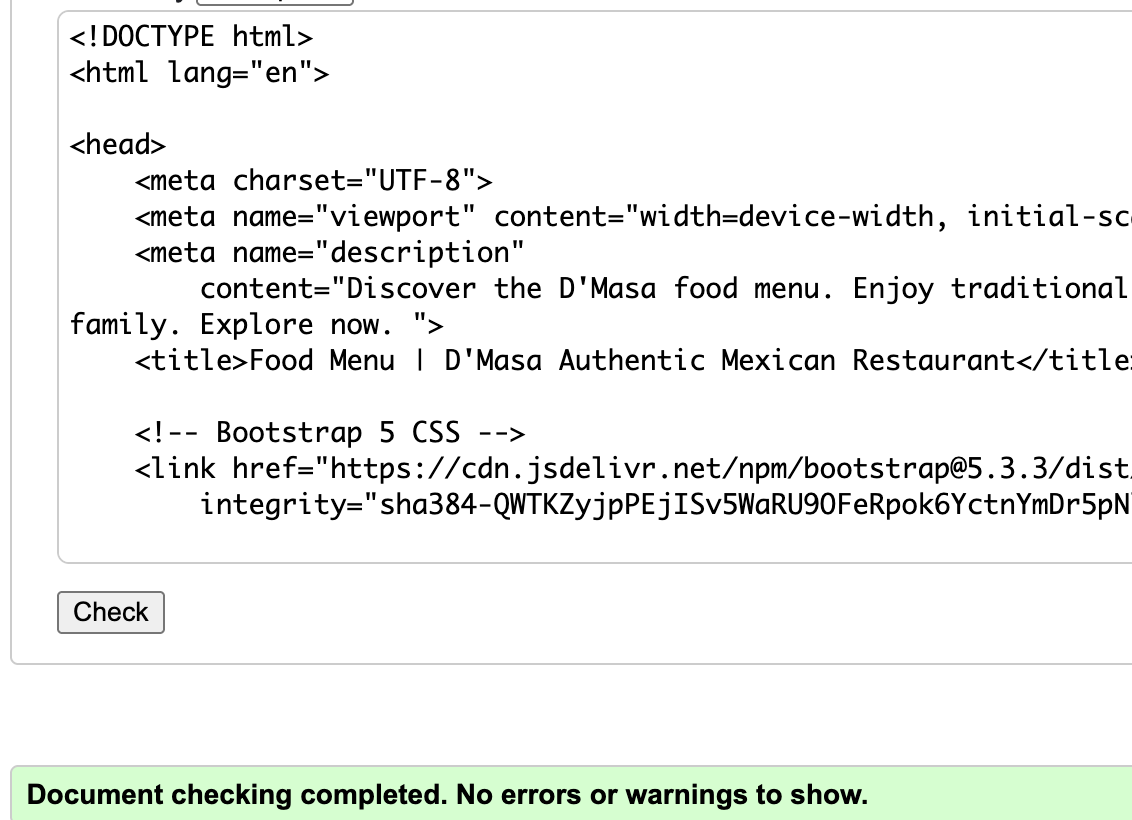 <!DOCTYPE html>
<html lang="en">
<head>
<meta charset="UTF-8">
<meta name="viewport" content="width=device-width,
<meta name="description"
content="Discover the D'Masa food menu. Enjoy traditional
family. Explore now. ">
<title>Food Menu | D'Masa Authentic Mexican Restaurant</title
<!-- Bootstrap 5 CSS -->
<link href="https://cdn.jsdelivr.net/npm/bootstrap@5.3.3/dist
integrity="sha384-QWTKZyjpPEjISv5WaRU9OFeRpok6YctnYmDr5pN
Check
Document checking completed. No errors or warnings to show.